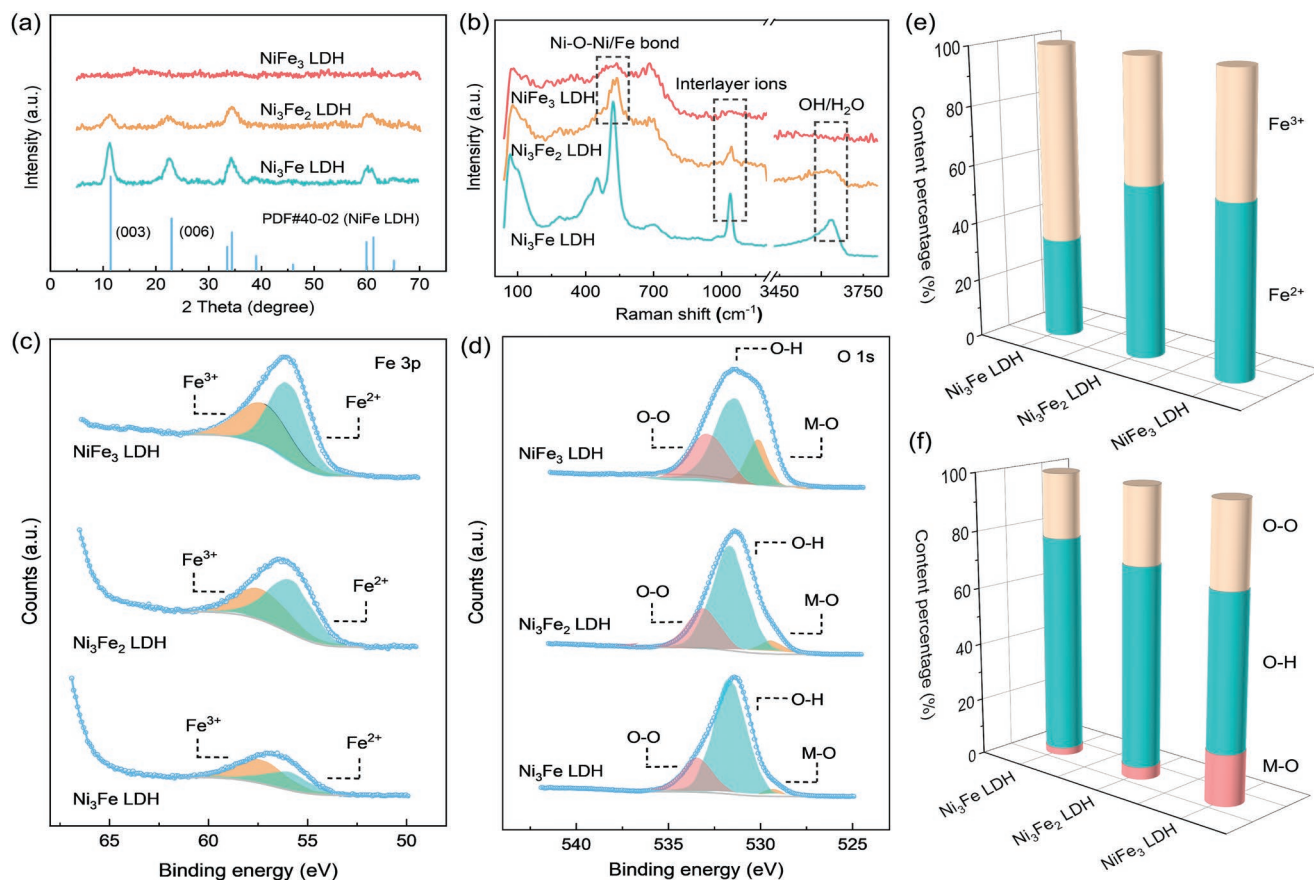 (a)
NiFe₃ LDH
Ni₃Fe₂ LDH
Ni₃Fe LDH
PDF#40-02 (NiFe LDH)
(003)
(006)
Intensity (a.u.)
0 10 20 30 40 50 60 70
2 Theta (degree)
(b)
Ni-O-Ni/Fe bond
Interlayer ions
OH/H₂O
NiFe₃ LDH
Ni₃Fe₂ LDH
Ni₃Fe LDH
Intensity (a.u.)
100 400 700 1000 3450 3750
Raman shift (cm⁻¹)
(c)
Fe 3p
Fe³⁺
Fe²⁺
NiFe₃ LDH
Fe³⁺
Fe²⁺
Ni₃Fe₂ LDH
Fe³⁺
Fe²⁺
Ni₃Fe LDH
Counts (a.u.)
65 60 55 50
Binding energy (eV)
(d)
O 1s
O-H
O-O
M-O
NiFe₃ LDH
O-H
O-O
M-O
Ni₃Fe₂ LDH
O-H
O-O
M-O
Ni₃Fe LDH
Counts (a.u.)
540 535 530 525
Binding energy (eV)
(e)
100
80
60
40
20
0
Content percentage (%)
Fe³⁺
Fe²⁺
Ni₃Fe LDH
Ni₃Fe₂ LDH
NiFe₃ LDH
(f)
100
80
60
40
20
0
Content percentage (%)
O-O
O-H
M-O
Ni₃Fe LDH
Ni₃Fe₂ LDH
NiFe₃ LDH